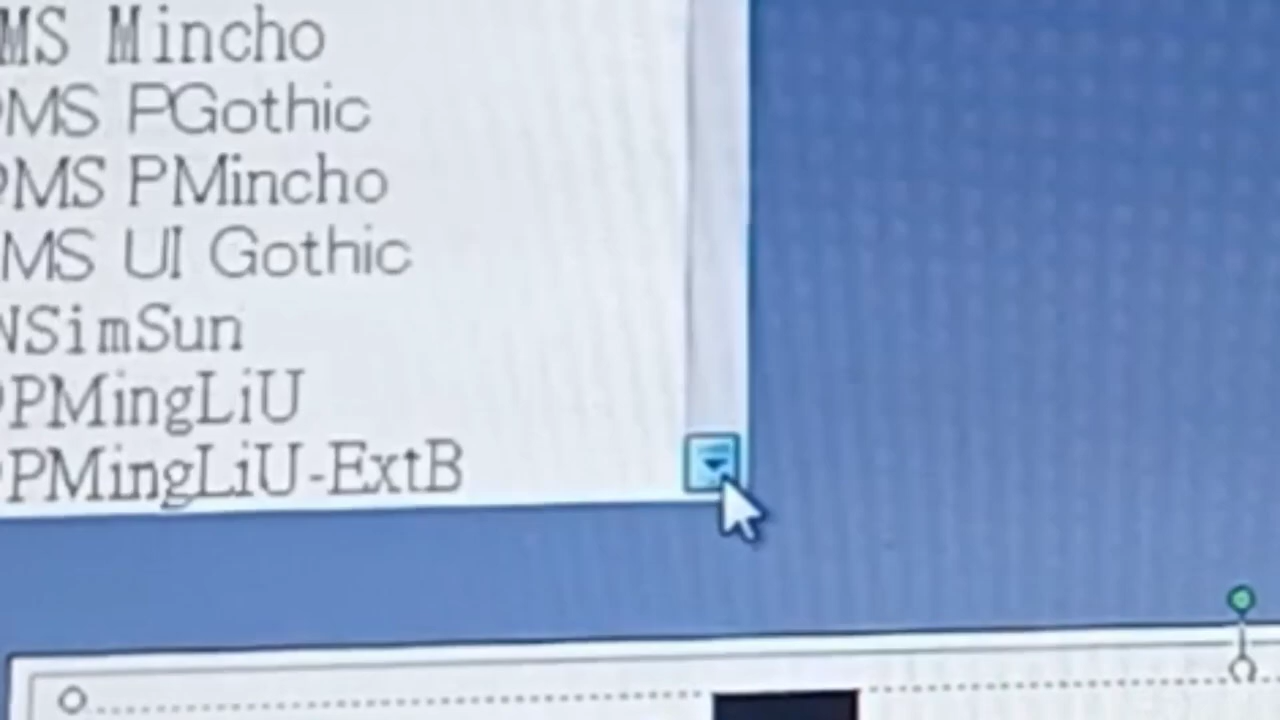 MS Mincho
@MS PGothic
@MS PMincho
MS UI Gothic
NSimSun
@PMingLiU
@PMingLiU-ExtB